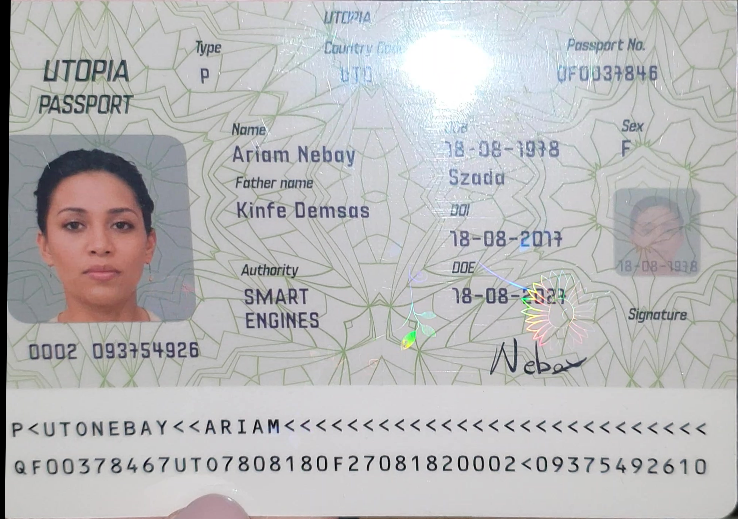 UTOPIA
Type
Country Code
Passport No.
UTOPIA
PASSPORT
P
UTO
QF0037846
Name
Sex
Ariam Nebay
18-08-1978
F
Father name
Szada
Kinfe Demsas
DOI
18-08-2017
Authority
DOE
18-08-2027
18-08-1978
SMART
ENGINES
Signature
0002 093754926
Nebay
P<UTONEBAY<<ARIAM<<<<<<<<<<<<<<<<<<<<<<<<<<<
QF00378467UTO7808180F27081820002<09375492610